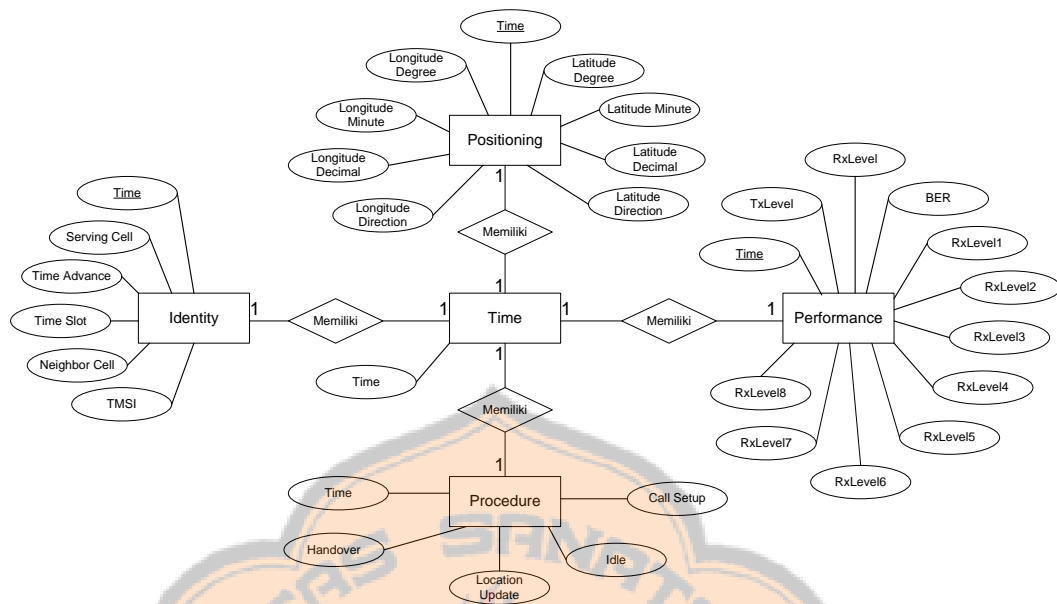 Time
Longitude
Degree
Latitude
Degree
Longitude
Minute
Latitude Minute
Positioning
Longitude
Decimal
Latitude
Decimal
Longitude
Direction
Latitude
Direction
1
Memiliki
1
Time
Serving Cell
Time Advance
Time Slot
Neighbor Cell
TMSI
Identity
1
Memiliki
1
Time
1
Memiliki
1
Performance
Time
1
Memiliki
1
RxLevel
TxLevel
BER
Time
RxLevel1
RxLevel2
RxLevel3
RxLevel4
RxLevel5
RxLevel6
RxLevel7
RxLevel8
Procedure
Time
Call Setup
Handover
Idle
Location
Update
SANATA